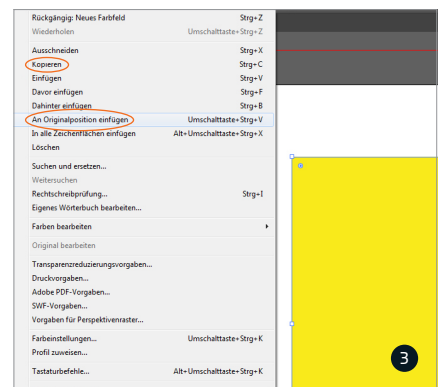 Rückgängig: Neues Farbfeld Strg+Z
Wiederholen Umschalttaste+Strg+Z
Ausschneiden Strg+X
Kopieren Strg+C
Einfügen Strg+V
Davor einfügen Strg+F
Dahinter einfügen Strg+B
An Originalposition einfügen Umschalttaste+Strg+V
In alle Zeichenflächen einfügen Alt+Umschalttaste+Strg+X
Löschen
Suchen und ersetzen...
Weitersuchen
Rechtschreibprüfung... Strg+I
Eigenes Wörterbuch bearbeiten...
Farben bearbeiten
Original bearbeiten
Transparenzreduzierungsvorgaben...
Druckvorgaben...
Adobe PDF-Vorgaben...
SWF-Vorgaben...
Vorgaben für Perspektivenraster...
Farbeinstellungen... Umschalttaste+Strg+K
Profil zuweisen...
Tastaturbefehle... Alt+Umschalttaste+Strg+K
3